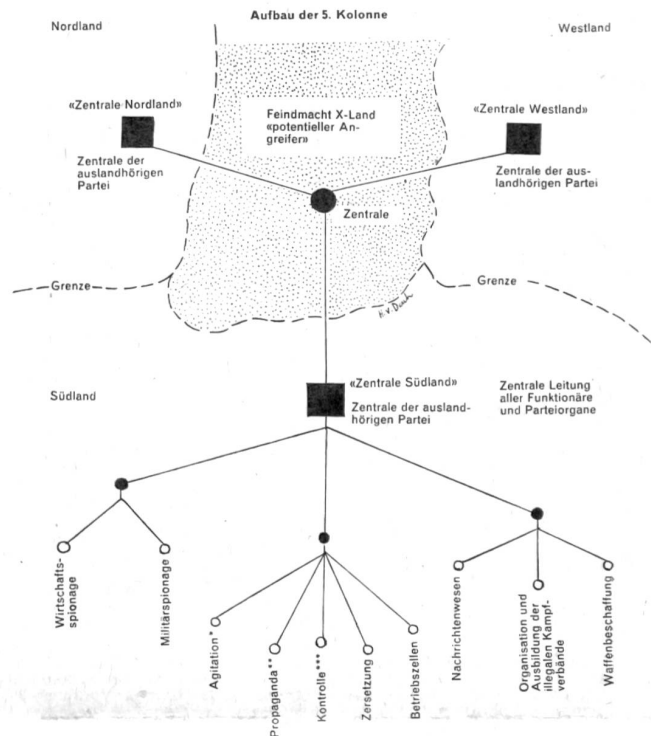 Aufbau der 5. Kolonne
Nordland
Westland
«Zentrale Nordland»
Zentrale der
auslandhörigen
Partei
Feindmacht X-Land
«potentieller An-
greifer»
«Zentrale Westland»
Zentrale der aus-
landhörigen Partei
Zentrale
Grenze
Grenze
H.v.Dach
Südland
«Zentrale Südland»
Zentrale der ausland-
hörigen Partei
Zentrale Leitung
aller Funktionäre
und Parteiorgane
Wirtschafts-
spionage
Militärspionage
Agitation*
Propaganda**
Kontrolle***
Zersetzung
Betriebszellen
Nachrichtenwesen
Organisation und
Ausbildung der
illegalen Kampf-
verbände
Waffenbeschaffung